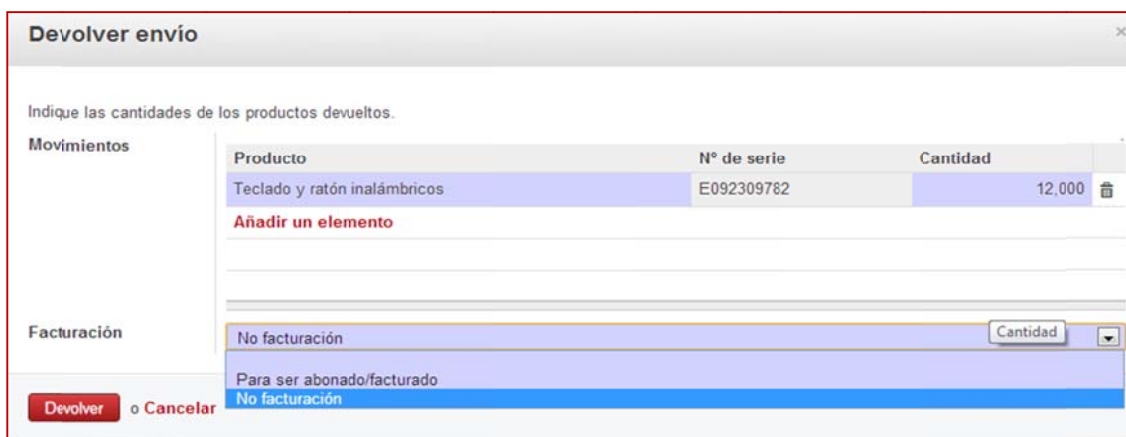 Devolver envío
×
Indique las cantidades de los productos devueltos.
Movimientos
Producto Nº de serie Cantidad
Teclado y ratón inalámbricos E092309782 12,000
Añadir un elemento
Facturación
No facturación Cantidad
Para ser abonado/facturado
No facturación
Devolver o Cancelar